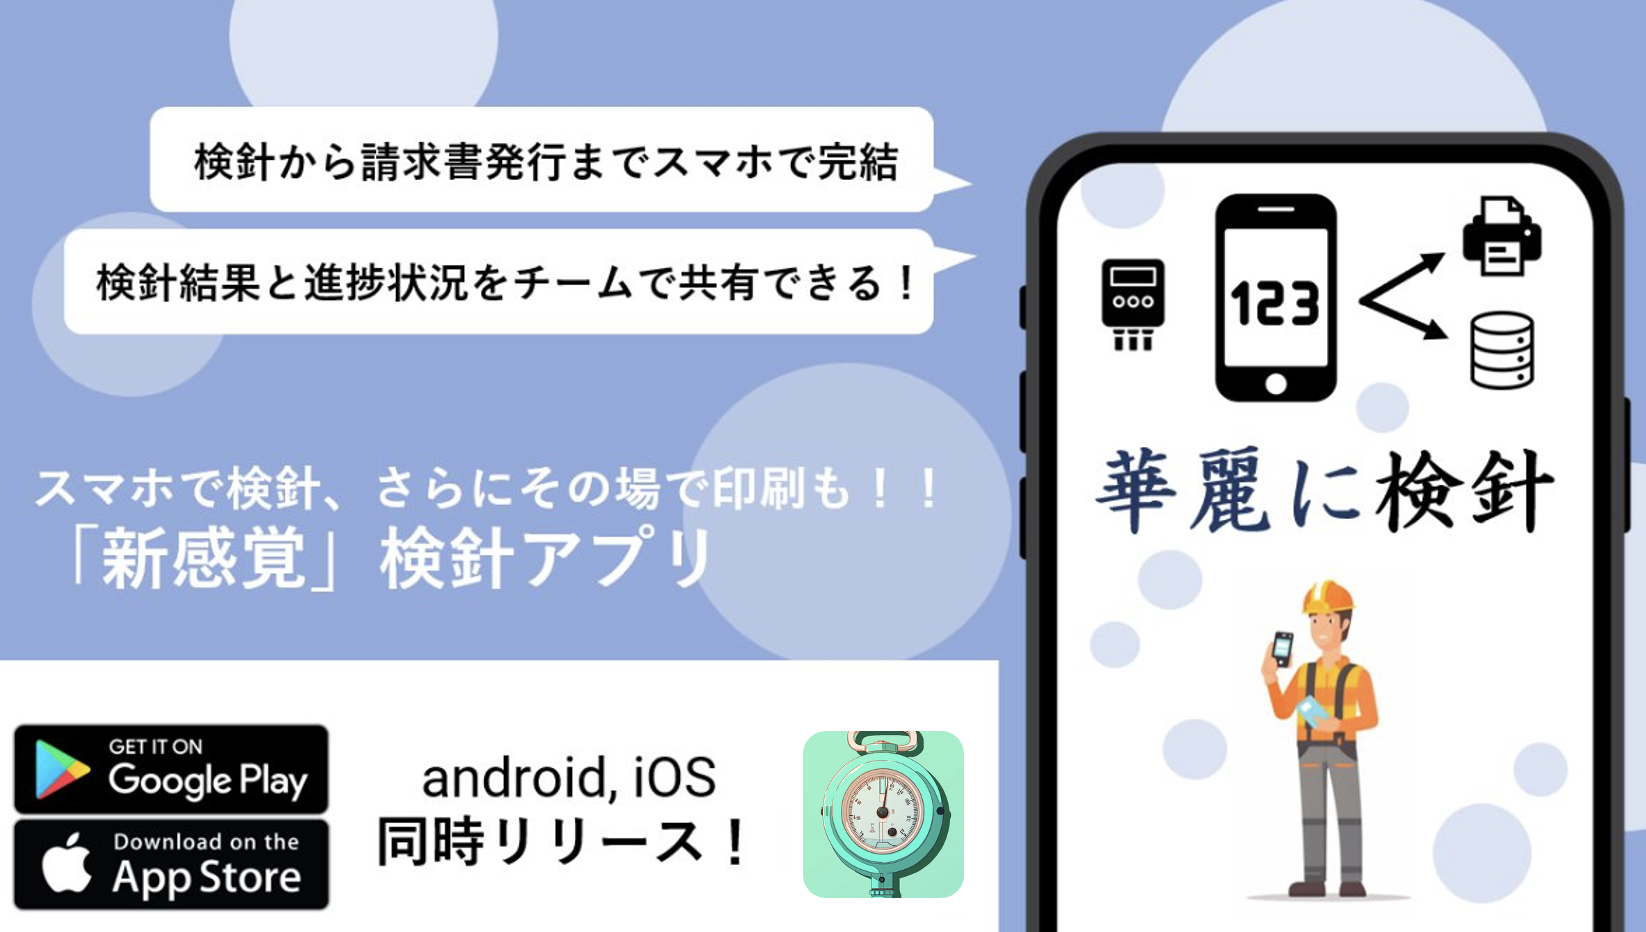 検針から請求書発行までスマホで完結
検針結果と進捗状況をチームで共有できる！
スマホで検針、さらにその場で印刷も！！
「新感覚」検針アプリ
GET IT ON
Google Play
Download on the
App Store
android, iOS
同時リリース！
123
華麗に検針